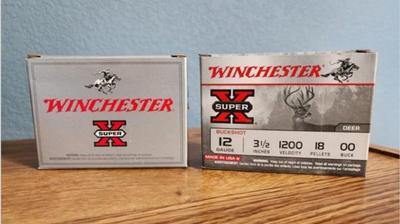 WINCHESTER
X
SUPER
WINCHESTER
X
SUPER
DEER
BUCKSHOT
12 3½ 1200 18 00
GAUGE INCHES VELOCITY PELLETS BUCK
MADE IN USA